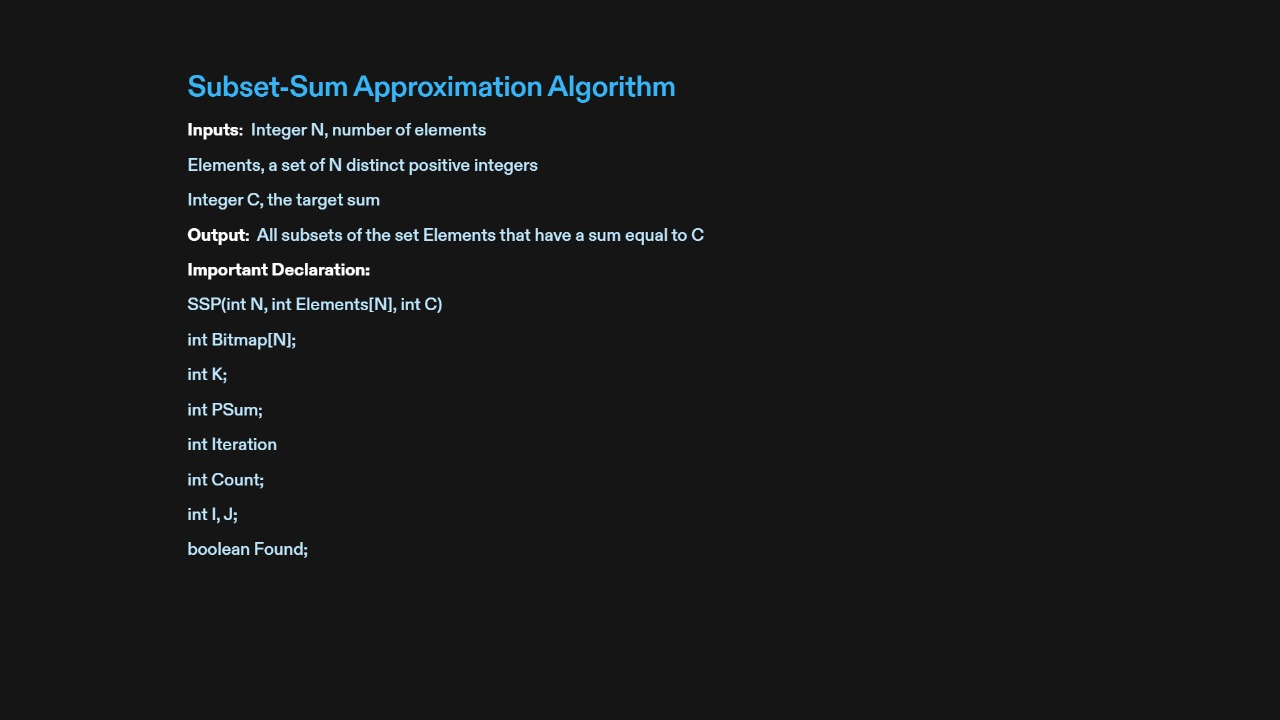 Subset-Sum Approximation Algorithm
Inputs: Integer N, number of elements
Elements, a set of N distinct positive integers
Integer C, the target sum
Output: All subsets of the set Elements that have a sum equal to C
Important Declaration:
SSP(int N, int Elements[N], int C)
int Bitmap[N];
int K;
int PSum;
int Iteration
int Count;
int I, J;
boolean Found;